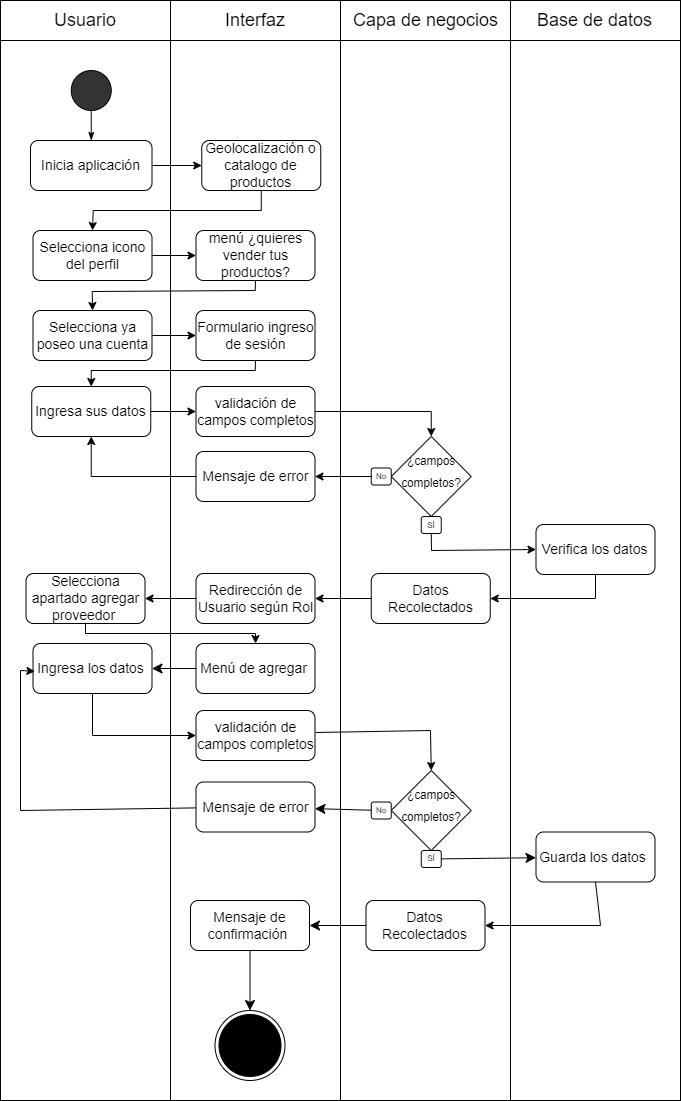 Usuario
Interfaz
Capa de negocios
Base de datos
Inicia aplicación
Geolocalización o
catalogo de
productos
Selecciona icono
del perfil
menú ¿quieres
vender tus
productos?
Selecciona ya
poseo una cuenta
Formulario ingreso
de sesión
Ingresa sus datos
validación de
campos completos
¿campos
completos?
No
Mensaje de error
SÍ
Verifica los datos
Datos
Recolectados
Redirección de
Usuario según Rol
Selecciona
apartado agregar
proveedor
Menú de agregar
Ingresa los datos
validación de
campos completos
¿campos
completos?
No
Mensaje de error
SÍ
Guarda los datos
Datos
Recolectados
Mensaje de
confirmación